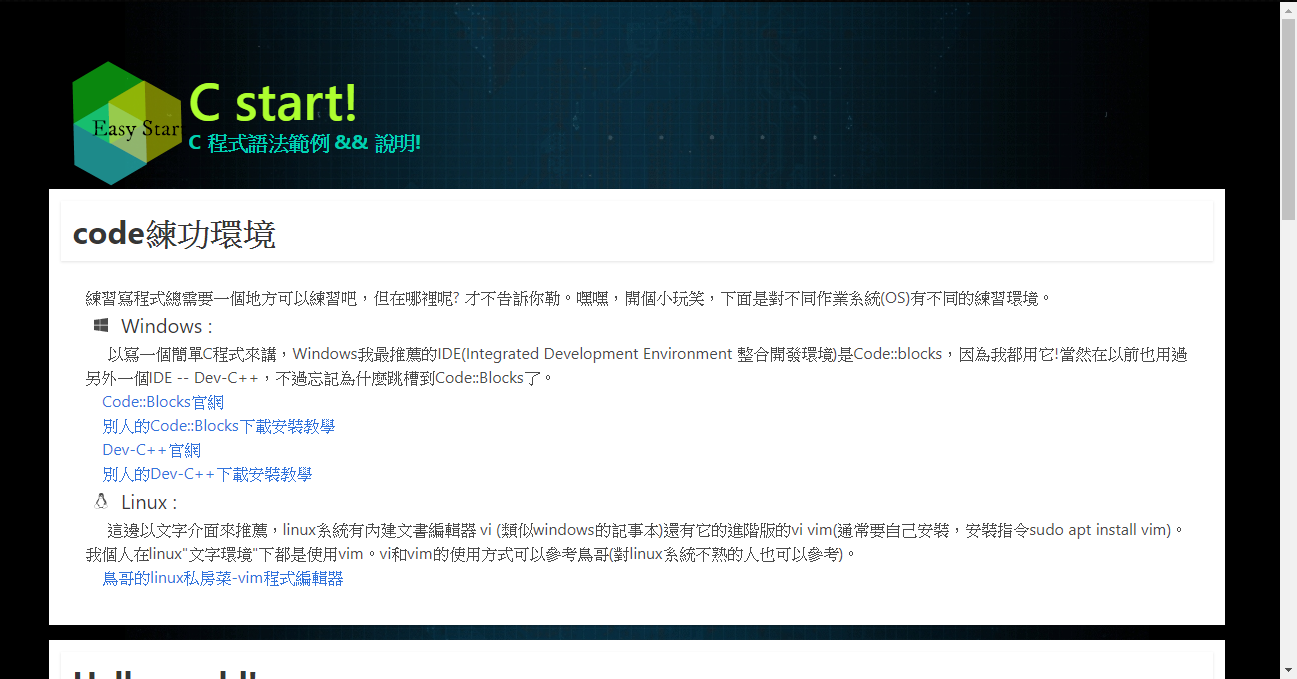 Easy Star
C start!
C 程式語法範例 && 說明!
code練功環境
練習寫程式總需要一個地方可以練習吧，但在哪裡呢? 才不告訴你勒。嘿嘿，開個小玩笑，下面是對不同作業系統(OS)有不同的練習環境。
Windows :
以寫一個簡單C程式來講，Windows我最推薦的IDE(Integrated Development Environment 整合開發環境)是Code::blocks，因為我都用它!當然在以前也用過
另外一個IDE -- Dev-C++，不過忘記為什麼跳槽到Code::Blocks了。
Code::Blocks官網
別人的Code::Blocks下載安裝教學
Dev-C++官網
別人的Dev-C++下載安裝教學
Linux :
這邊以文字介面來推薦，linux系統有內建文書編輯器 vi (類似windows的記事本)還有它的進階版的vi vim(通常要自己安裝，安裝指令sudo apt install vim)。
我個人在linux"文字環境"下都是使用vim。vi和vim的使用方式可以參考鳥哥(對linux系統不熟的人也可以參考)。
鳥哥的linux私房菜-vim程式編輯器